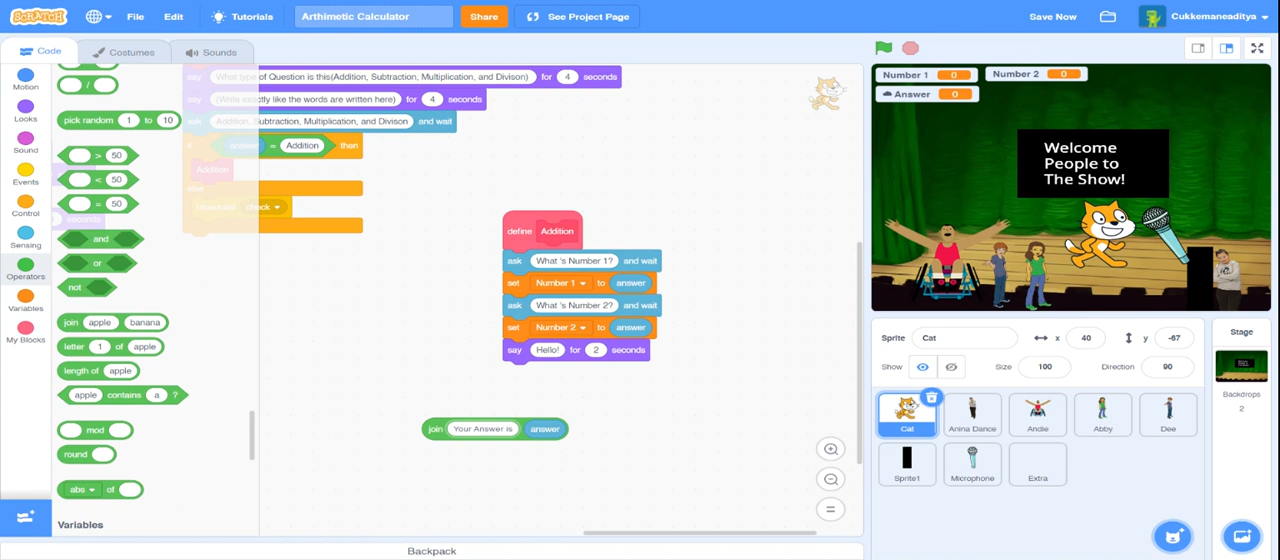 SCRATCH File Edit Tutorials Arthimetic Calculator Share See Project Page Save Now Cukkemaneaditya
Code Costumes Sounds
Motion
Looks
Sound
Events
Control
Sensing
Operators
Variables
My Blocks
/
pick random 1 to 10
> 50
< 50
= 50
and
or
not
join apple banana
letter 1 of apple
length of apple
apple contains a ?
mod
round
abs of
Variables
say What type of Question is this(Addition, Subtraction, Multiplication, and Divison) for 4 seconds
say (Write exactly like the words are written here) for 4 seconds
ask Addition, Subtraction, Multiplication, and Divison and wait
if answer = Addition then
Addition
else
broadcast check
seconds
define Addition
ask What 's Number 1? and wait
set Number 1 to answer
ask What 's Number 2? and wait
set Number 2 to answer
say Hello! for 2 seconds
join Your Answer is answer
Backpack
Number 1 0 Number 2 0
Answer 0
Welcome
People to
The Show!
Sprite Cat x 40 y -67
Show Size 100 Direction 90
Cat Anina Dance Andie Abby Dee
Sprite1 Microphone Extra
Stage
Backdrops
2